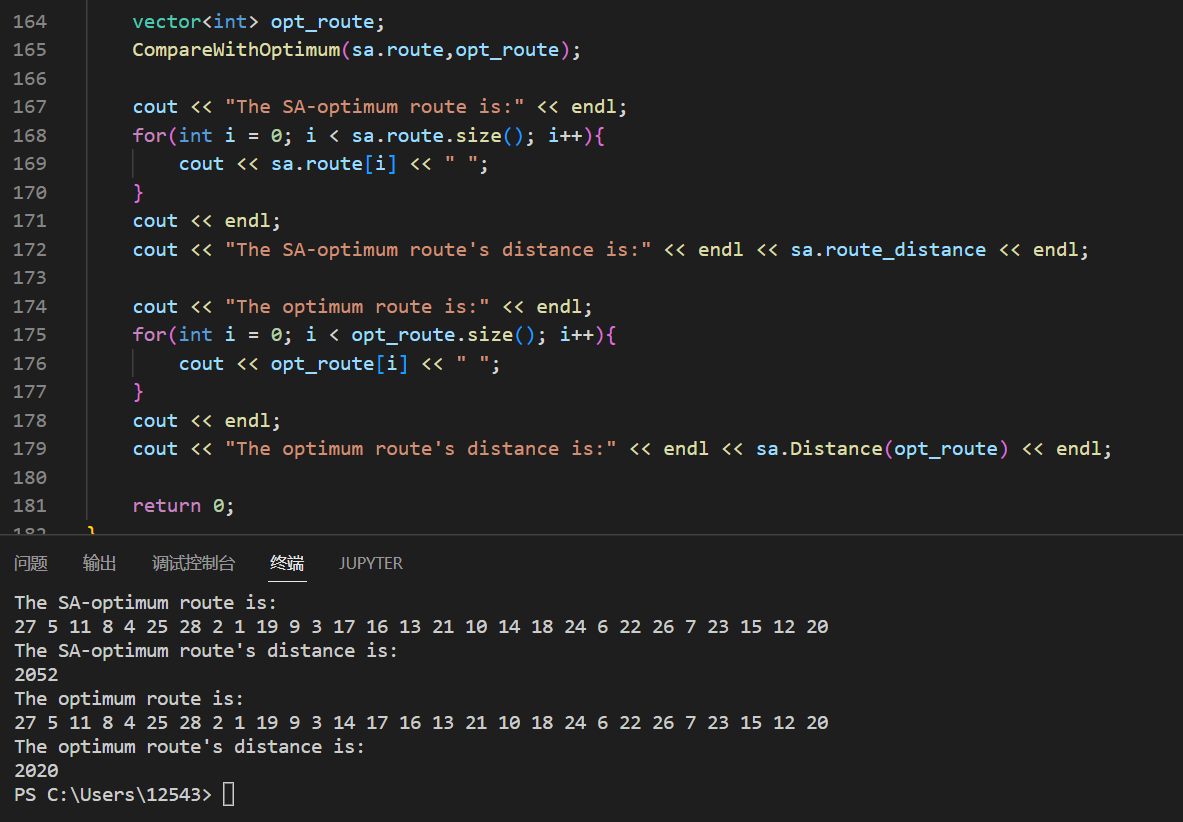 164 vector<int> opt_route;
165 CompareWithOptimum(sa.route,opt_route);
166
167 cout << "The SA-optimum route is:" << endl;
168 for(int i = 0; i < sa.route.size(); i++){
169 cout << sa.route[i] << " ";
170 }
171 cout << endl;
172 cout << "The SA-optimum route's distance is:" << endl << sa.route_distance << endl;
173
174 cout << "The optimum route is:" << endl;
175 for(int i = 0; i < opt_route.size(); i++){
176 cout << opt_route[i] << " ";
177 }
178 cout << endl;
179 cout << "The optimum route's distance is:" << endl << sa.Distance(opt_route) << endl;
180
181 return 0;
182 }
问题 输出 调试控制台 终端 JUPYTER
The SA-optimum route is:
27 5 11 8 4 25 28 2 1 19 9 3 17 16 13 21 10 14 18 24 6 22 26 7 23 15 12 20
The SA-optimum route's distance is:
2052
The optimum route is:
27 5 11 8 4 25 28 2 1 19 9 3 14 17 16 13 21 10 18 24 6 22 26 7 23 15 12 20
The optimum route's distance is:
2020
PS C:\Users\12543>